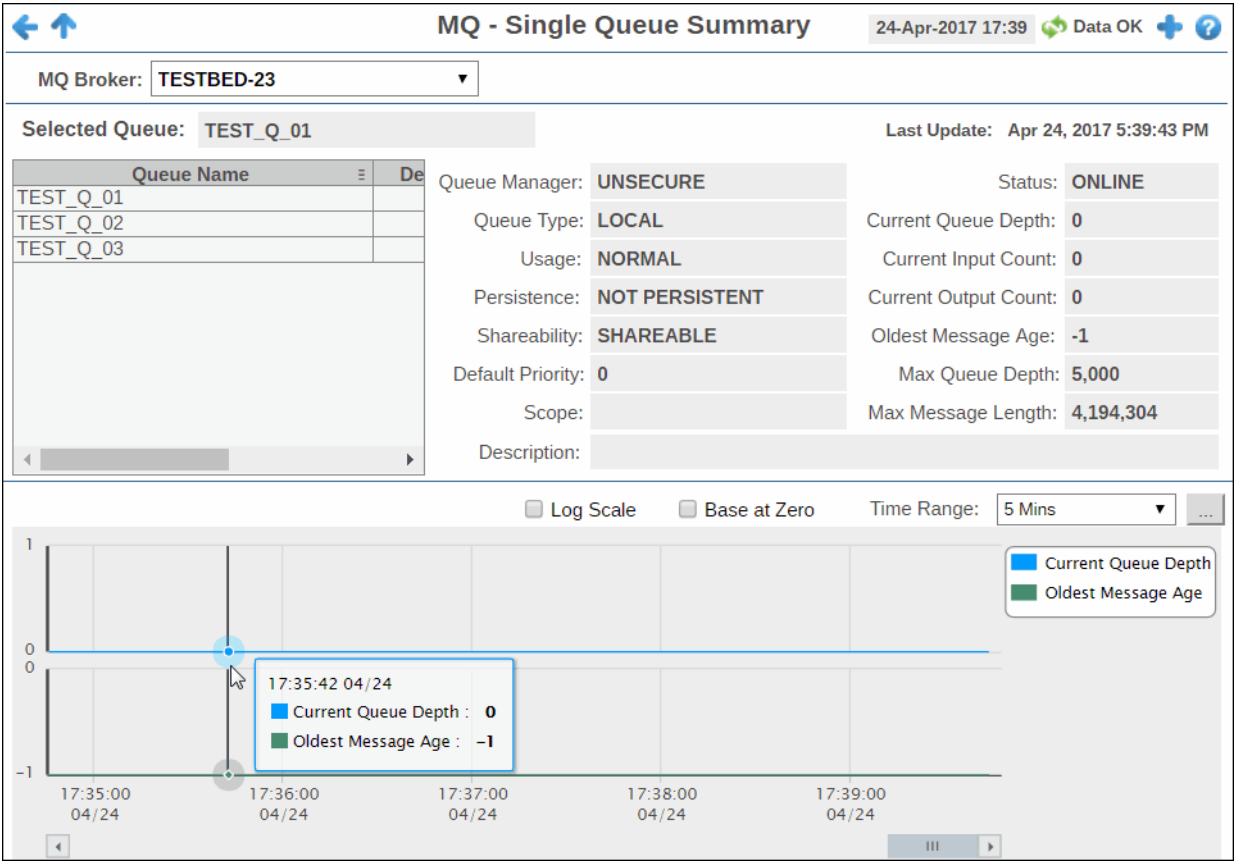 MQ - Single Queue Summary
24-Apr-2017 17:39 Data OK
MQ Broker: TESTBED-23
Selected Queue: TEST_Q_01
Last Update: Apr 24, 2017 5:39:43 PM
Queue Name De
TEST_Q_01
TEST_Q_02
TEST_Q_03
Queue Manager: UNSECURE
Queue Type: LOCAL
Usage: NORMAL
Persistence: NOT PERSISTENT
Shareability: SHAREABLE
Default Priority: 0
Scope:
Description:
Status: ONLINE
Current Queue Depth: 0
Current Input Count: 0
Current Output Count: 0
Oldest Message Age: -1
Max Queue Depth: 5,000
Max Message Length: 4,194,304
Log Scale Base at Zero Time Range: 5 Mins ...
1
0
0
-1
Current Queue Depth
Oldest Message Age
17:35:42 04/24
Current Queue Depth : 0
Oldest Message Age : -1
17:35:00 17:36:00 17:37:00 17:38:00 17:39:00
04/24 04/24 04/24 04/24 04/24